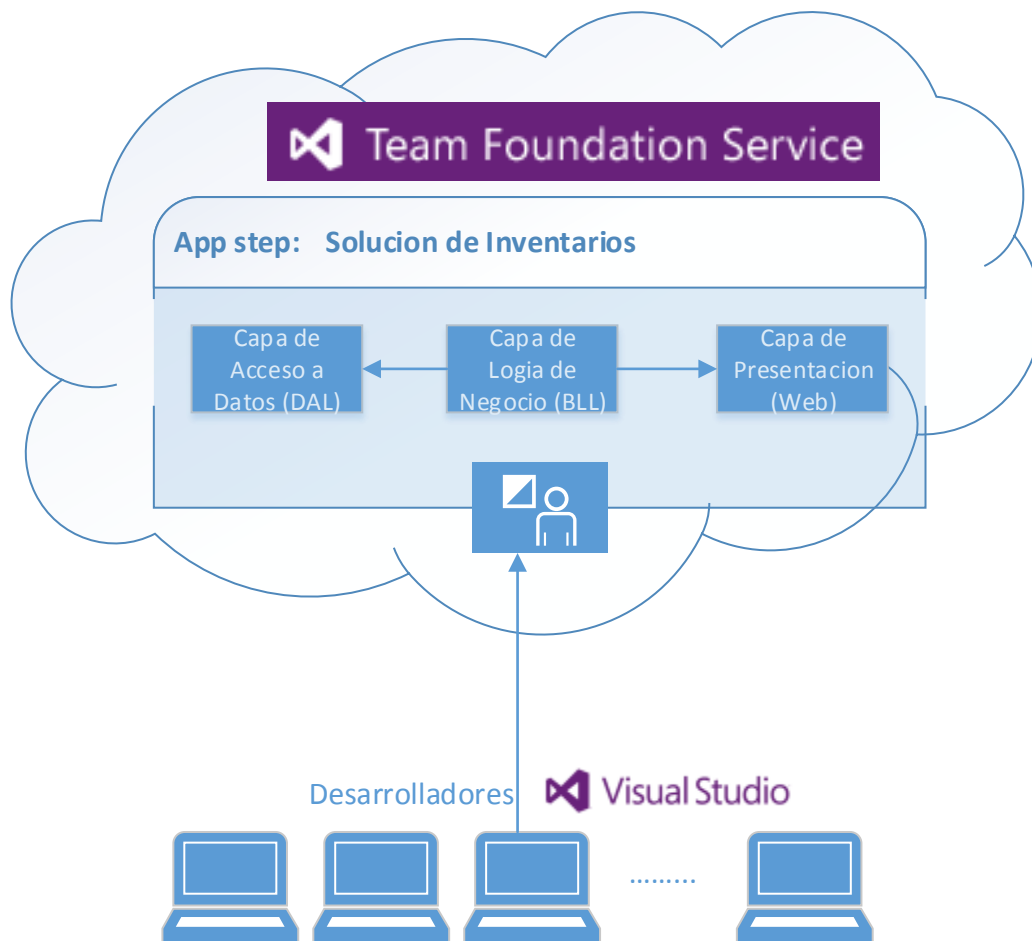 Team Foundation Service
App step: Solucion de Inventarios
Capa de
Acceso a
Datos (DAL)
Capa de
Logia de
Negocio (BLL)
Capa de
Presentacion
(Web)
Desarrolladores
Visual Studio
.........